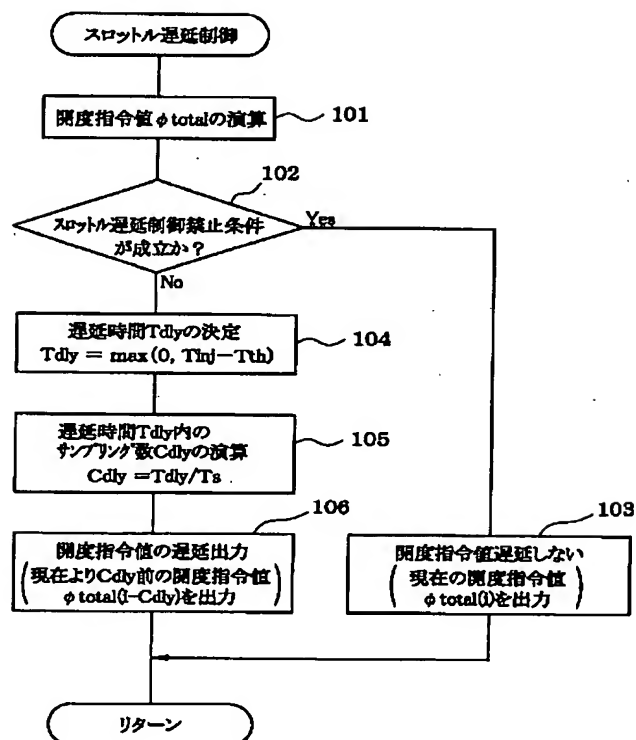 スロットル遅延制御
開度指令値φtotalの演算
101
102
スロットル遅延制御禁止条件
が成立か？
Yes
No
遅延時間Tdlyの決定
Tdly = max(0, Tinj-Tth)
104
遅延時間Tdly内の
サンプリング数Cdlyの演算
Cdly =Tdly/Ts
105
106
開度指令値の遅延出力
(現在よりCdly前の開度指令値
φtotal(i-Cdly)を出力)
103
開度指令値遅延しない
(現在の開度指令値
φtotal(i)を出力)
リターン